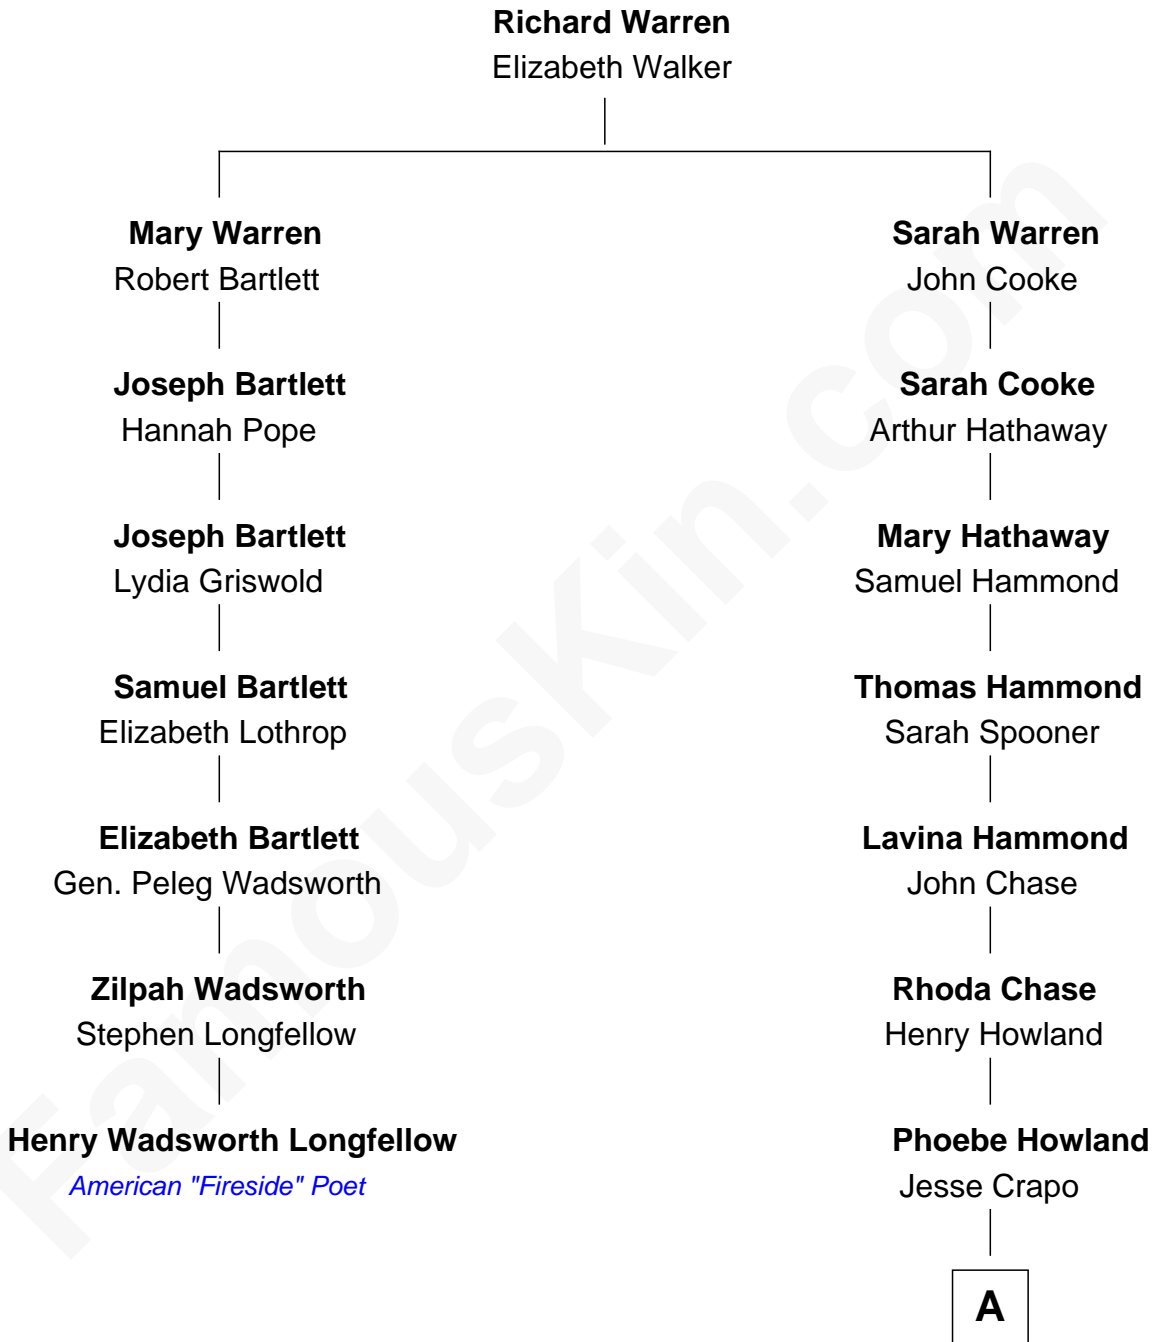 Richard Warren
Elizabeth Walker
Mary Warren
Robert Bartlett
Sarah Warren
John Cooke
Joseph Bartlett
Hannah Pope
Sarah Cooke
Arthur Hathaway
Joseph Bartlett
Lydia Griswold
Mary Hathaway
Samuel Hammond
Samuel Bartlett
Elizabeth Lothrop
Thomas Hammond
Sarah Spooner
Elizabeth Bartlett
Gen. Peleg Wadsworth
Lavina Hammond
John Chase
Zilpah Wadsworth
Stephen Longfellow
Rhoda Chase
Henry Howland
Henry Wadsworth Longfellow
American "Fireside" Poet
Phoebe Howland
Jesse Crapo
A
FamousKin.com